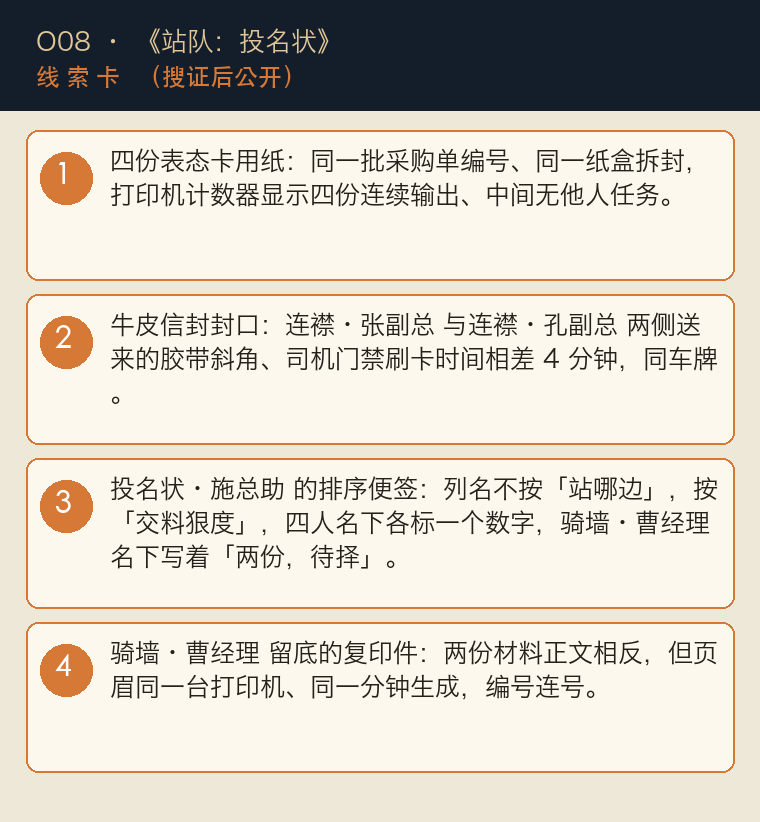 008 · 《站队：投名状》
线索卡 （搜证后公开）
1
四份表态卡用纸：同一批采购单编号、同一纸盒拆封，
打印机计数器显示四份连续输出、中间无他人任务。
2
牛皮信封封口：连襟·张副总 与连襟·孔副总 两侧送
来的胶带斜角、司机门禁刷卡时间相差 4 分钟，同车牌
。
3
投名状·施总助 的排序便签：列名不按「站哪边」，按
「交料狠度」，四人名下各标一个数字，骑墙·曹经理
名下写着「两份，待择」。
4
骑墙·曹经理 留底的复印件：两份材料正文相反，但页
眉同一台打印机、同一分钟生成，编号连号。